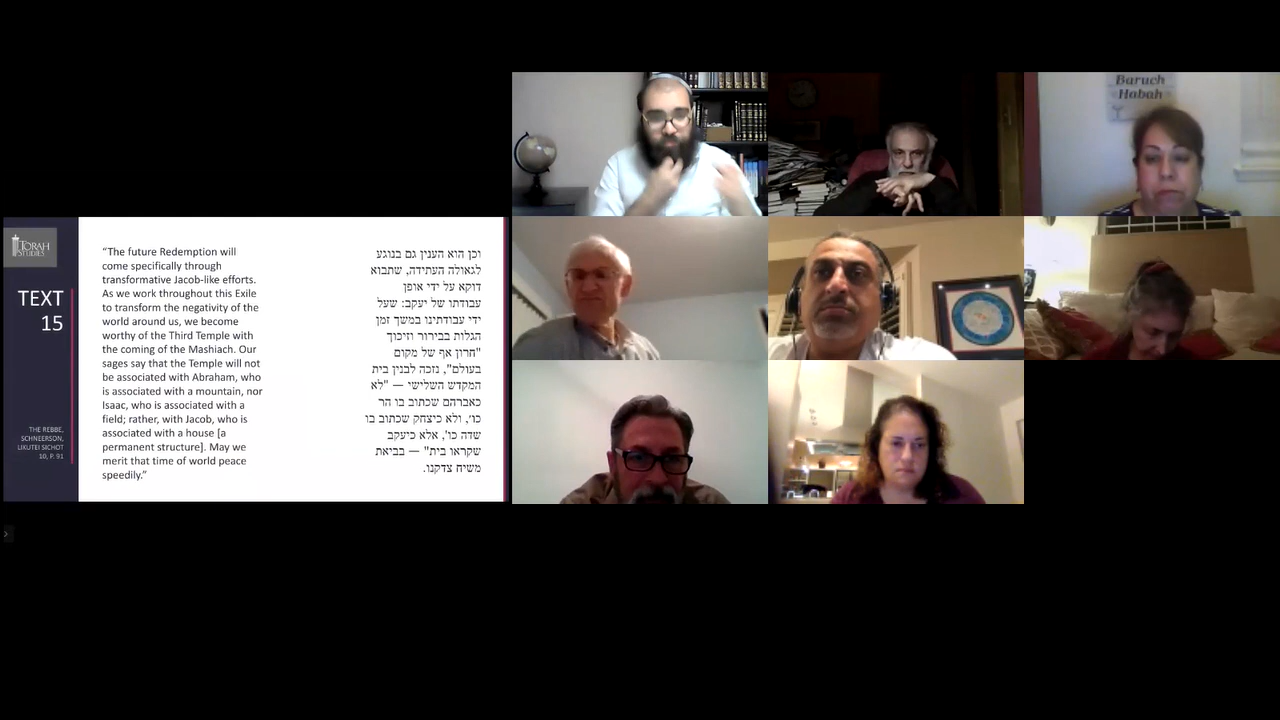 TORAH
STUDIES
TEXT
15
THE REBBE,
SCHNEERSON,
LIKUTEI SICHOT
10, P. 91
“The future Redemption will
come specifically through
transformative Jacob-like efforts.
As we work throughout this Exile
to transform the negativity of the
world around us, we become
worthy of the Third Temple with
the coming of the Mashiach. Our
sages say that the Temple will not
be associated with Abraham, who
is associated with a mountain, nor
Isaac, who is associated with a
field; rather, with Jacob, who is
associated with a house [a
permanent structure]. May we
merit that time of world peace
speedily.”
וכן הוא הענין גם בנוגע
לגאולה העתידה, שתבוא
דוקא על ידי אופן
עבודתו של יעקב: שעל
ידי עבודתינו במשך זמן
הגלות בבירור וזיכוך
"חרון אף של מקום
בעולם", נזכה לבנין בית
המקדש השלישי — "לא
כאברהם שכתוב בו הר
כו', ולא כיצחק שכתוב בו
שדה כו', אלא כיעקב
שקראו בית" — בביאת
משיח צדקנו.
Baruch
Habah